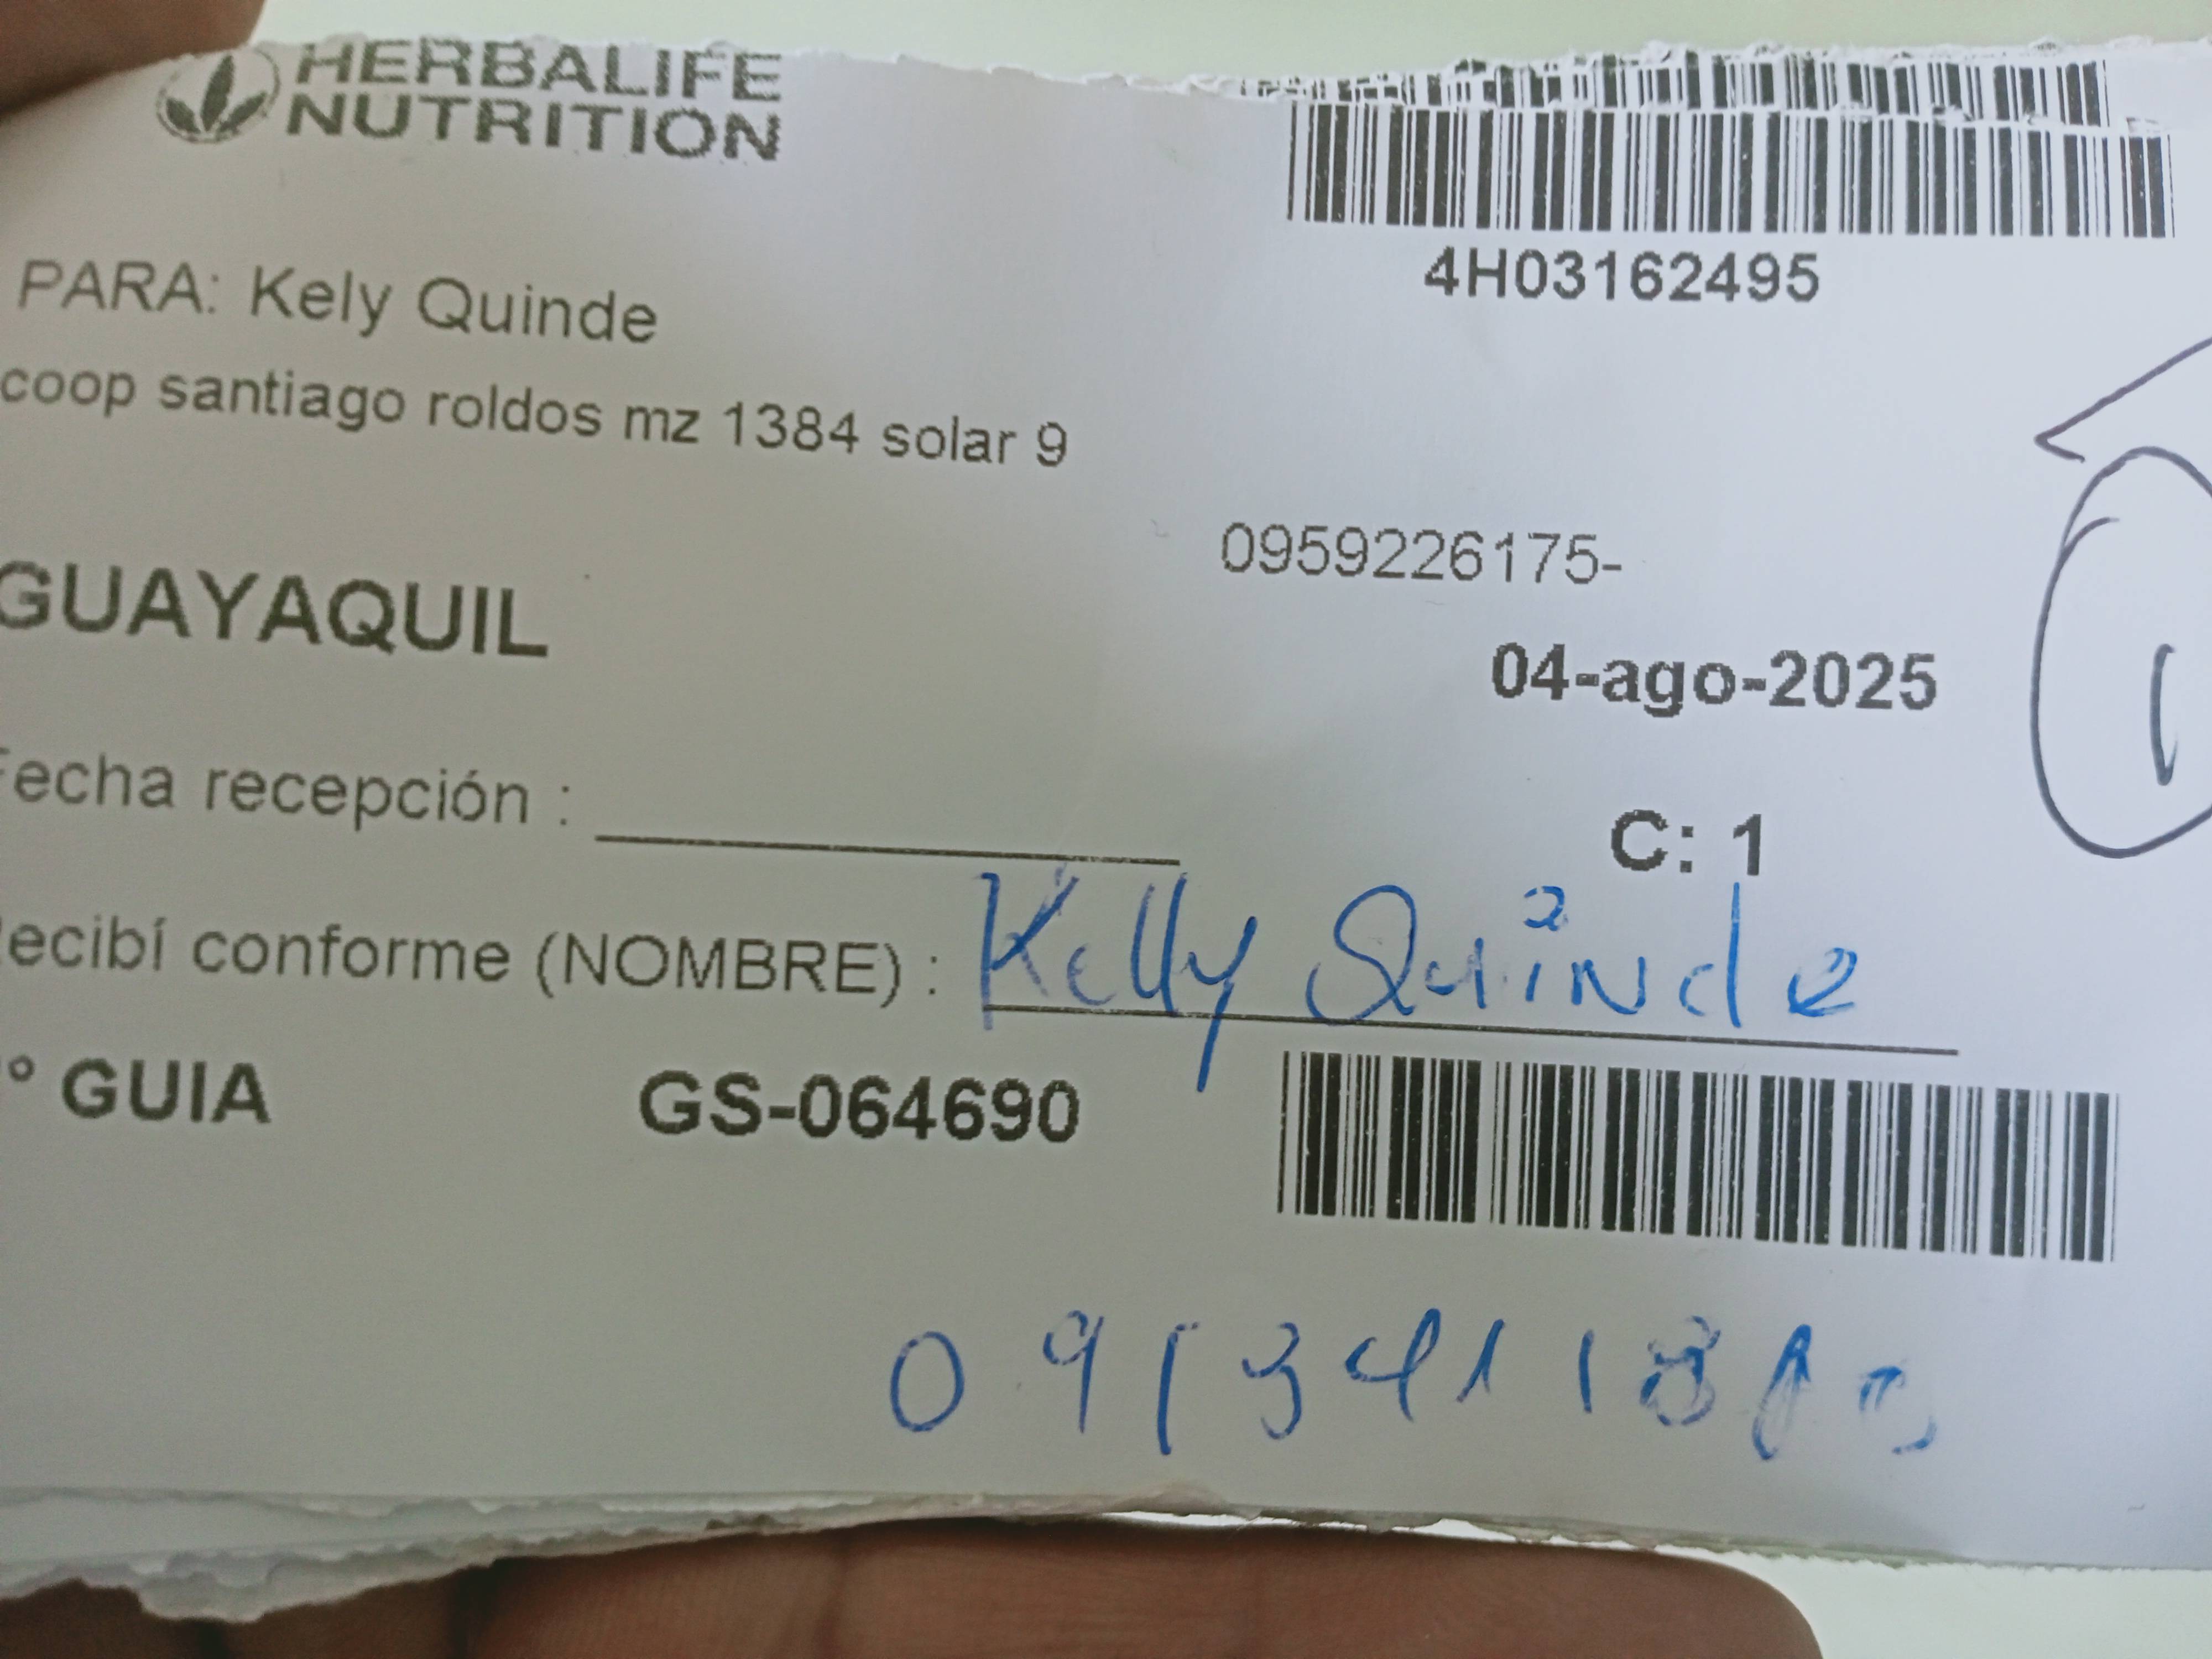 HERBALIFE
NUTRITION
4H03162495
PARA: Kely Quinde
coop santiago roldos mz 1384 solar 9
0959226175-
GUAYAQUIL
04-ago-2025
Fecha recepción :
C: 1
ecibí conforme (NOMBRE) : Kelly Quinde
° GUIA GS-064690